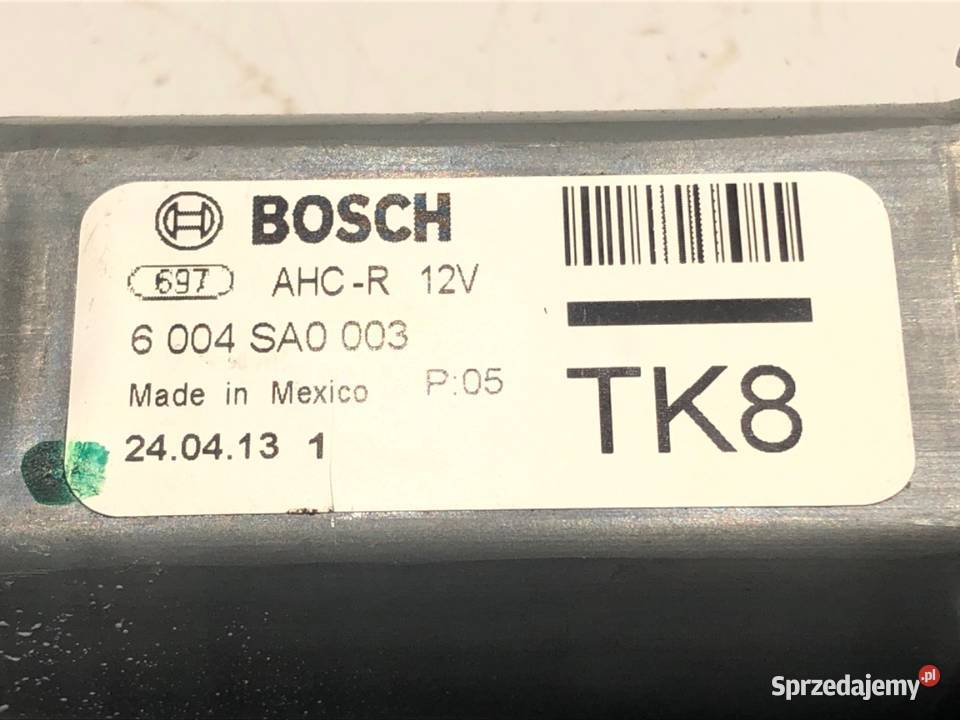 BOSCH
697 AHC-R 12V
6 004 SA0 003
Made in Mexico P:05
24.04.13 1
TK8
Sprzedajemy.pl